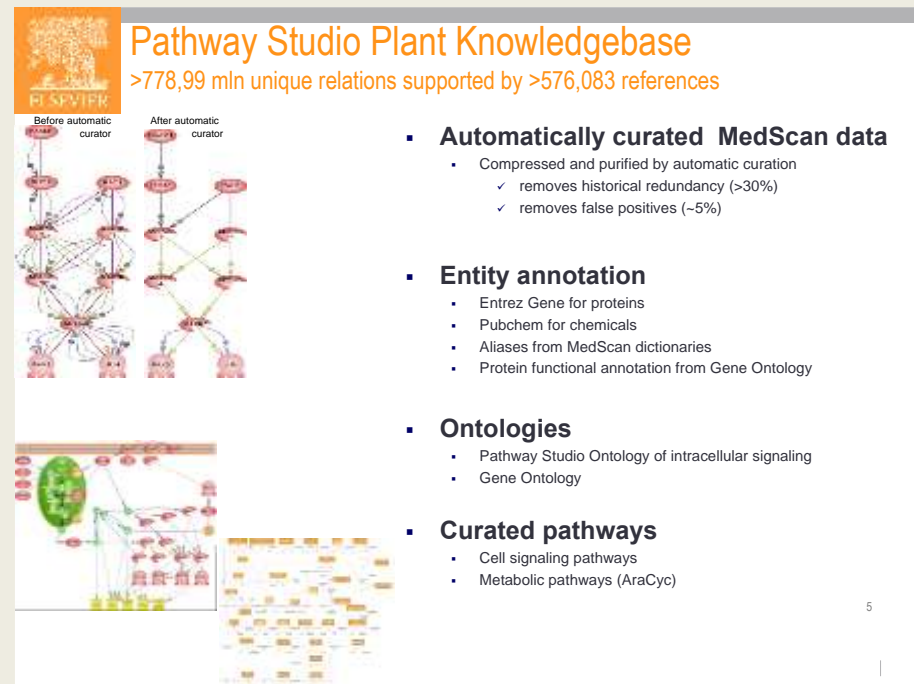 ELSEVIER
Pathway Studio Plant Knowledgebase
>778,99 mln unique relations supported by >576,083 references
Before automatic
curator
After automatic
curator
Automatically curated MedScan data
Compressed and purified by automatic curation
removes historical redundancy (>30%)
removes false positives (~5%)
Entity annotation
Entrez Gene for proteins
Pubchem for chemicals
Aliases from MedScan dictionaries
Protein functional annotation from Gene Ontology
Ontologies
Pathway Studio Ontology of intracellular signaling
Gene Ontology
Curated pathways
Cell signaling pathways
Metabolic pathways (AraCyc)
5